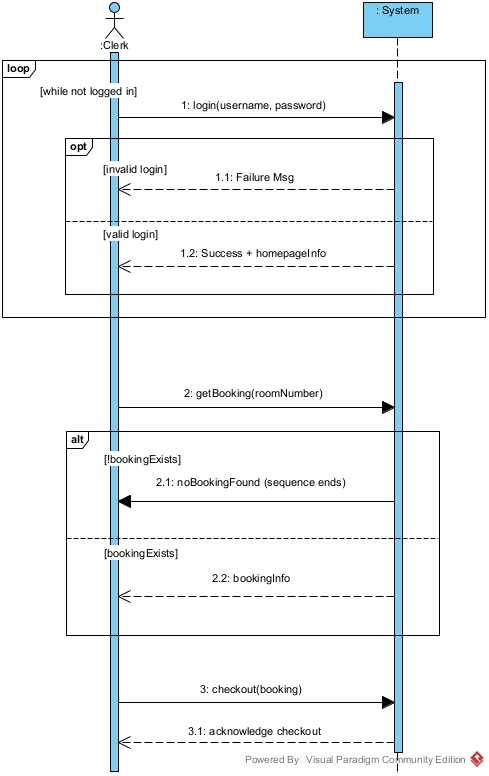 : System
:Clerk
loop
[while not logged in]
1: login(username, password)
opt
[invalid login]
1.1: Failure Msg
[valid login]
1.2: Success + homepageInfo
2: getBooking(roomNumber)
alt
[!bookingExists]
2.1: noBookingFound (sequence ends)
[bookingExists]
2.2: bookingInfo
3: checkout(booking)
3.1: acknowledge checkout
Powered By Visual Paradigm Community Edition